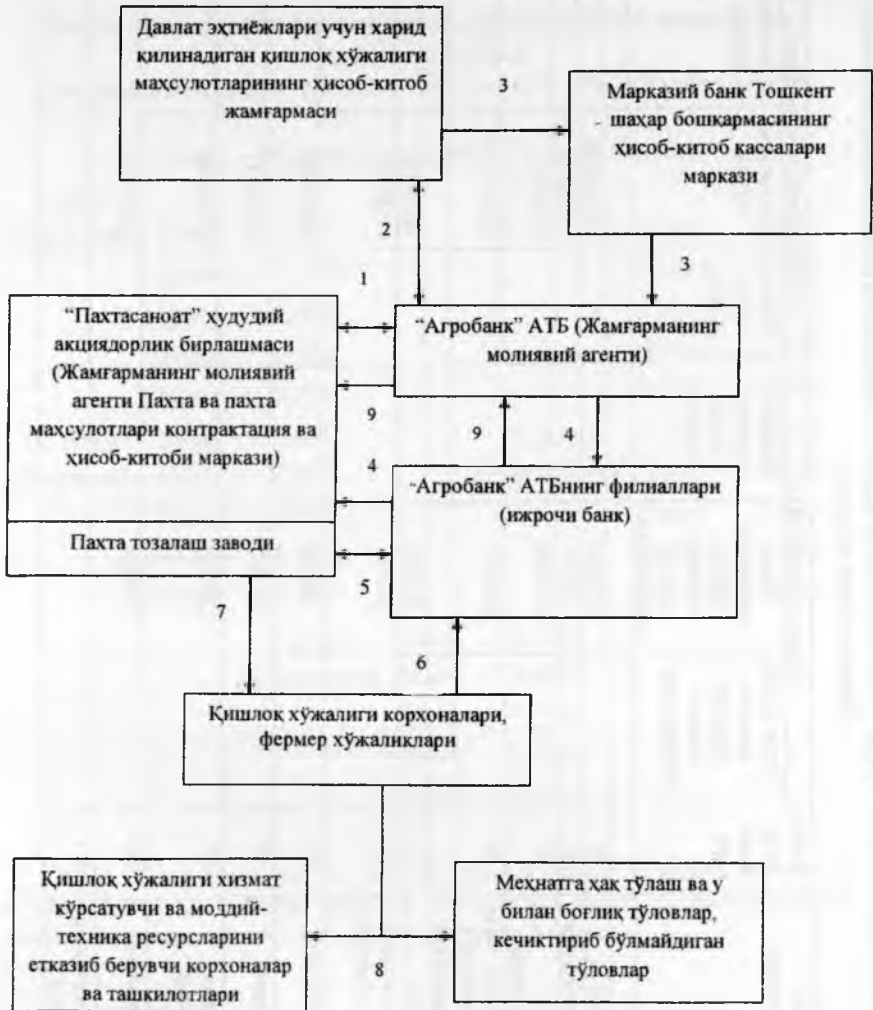 Давлат эҳтиёжлари учун харид
қилинадиган қишлоқ хўжалиги
маҳсулотларининг ҳисоб-китоб
жамғармаси
3
Марказий банк Тошкент
шаҳар бошқармасининг
ҳисоб-китоб кассалари
маркази
2
3
1
“Пахтасаноат” ҳудудий
акциядорлик бирлашмаси
(Жамғарманинг молиявий
агенти Пахта ва пахта
маҳсулотлари контрактация ва
ҳисоб-китоби маркази)
“Агробанк” АТБ (Жамғарманинг
молиявий агенти)
9
9
4
4
“Агробанк” АТБнинг филиаллари
(ижрочи банк)
Пахта тозалаш заводи
5
7
6
Қишлоқ хўжалиги корхоналари,
фермер хўжаликлари
Қишлоқ хўжалиги хизмат
кўрсатувчи ва моддий-
техника ресурсларини
етказиб берувчи корхоналар
ва ташкилотлари
8
Меҳнатга ҳақ тўлаш ва у
билан боғлиқ тўловлар,
кечиктириб бўлмайдиган
тўловлар